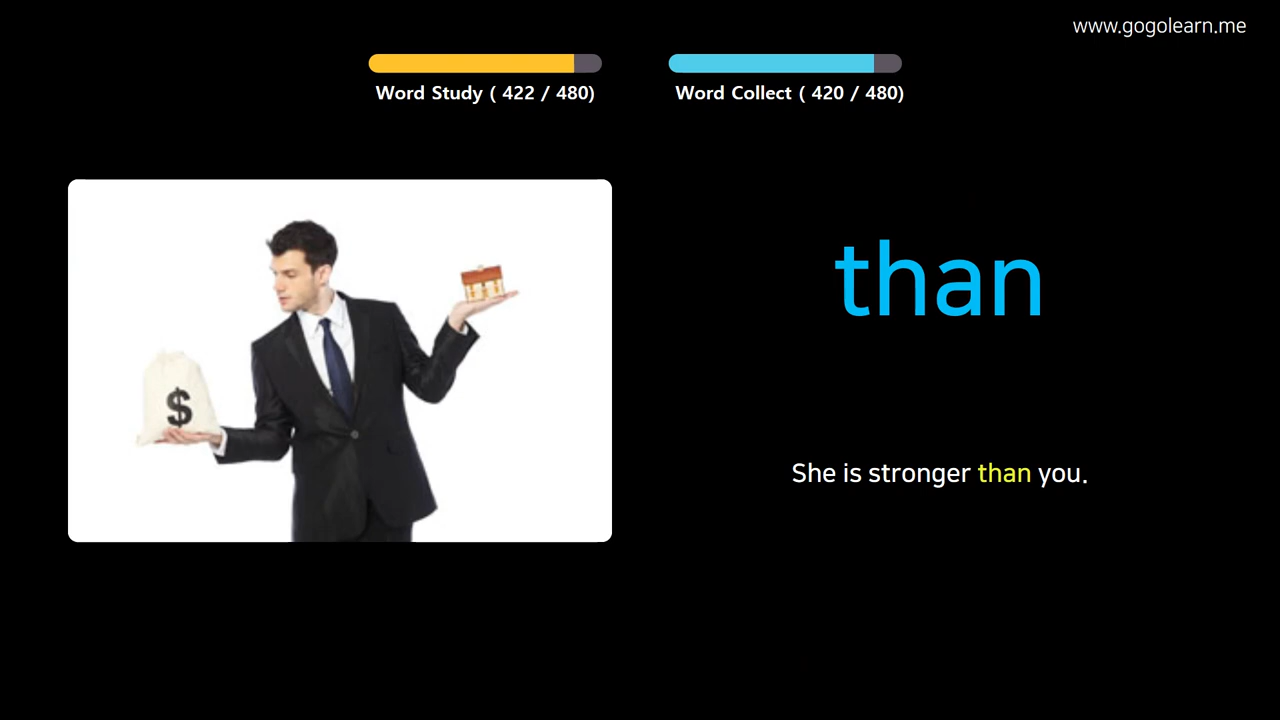 www.gogolearn.me
Word Study ( 422 / 480)
Word Collect ( 420 / 480)
$
than
She is stronger than you.